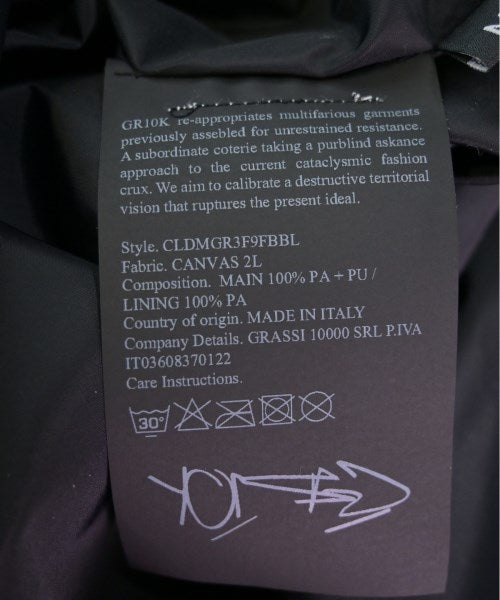 GR10K re-appropriates multifarious garments
previously assebled for unrestrained resistance.
A subordinate coterie taking a purblind askance
approach to the current cataclysmic fashion
crux. We aim to calibrate a destructive territorial
vision that ruptures the present ideal.
Style. CLDMGR3F9FBBL
Fabric. CANVAS 2L
Composition. MAIN 100% PA + PU /
LINING 100% PA
Country of origin. MADE IN ITALY
Company Details. GRASSI 10000 SRL P.IVA
IT03608370122
Care Instructions.
30°